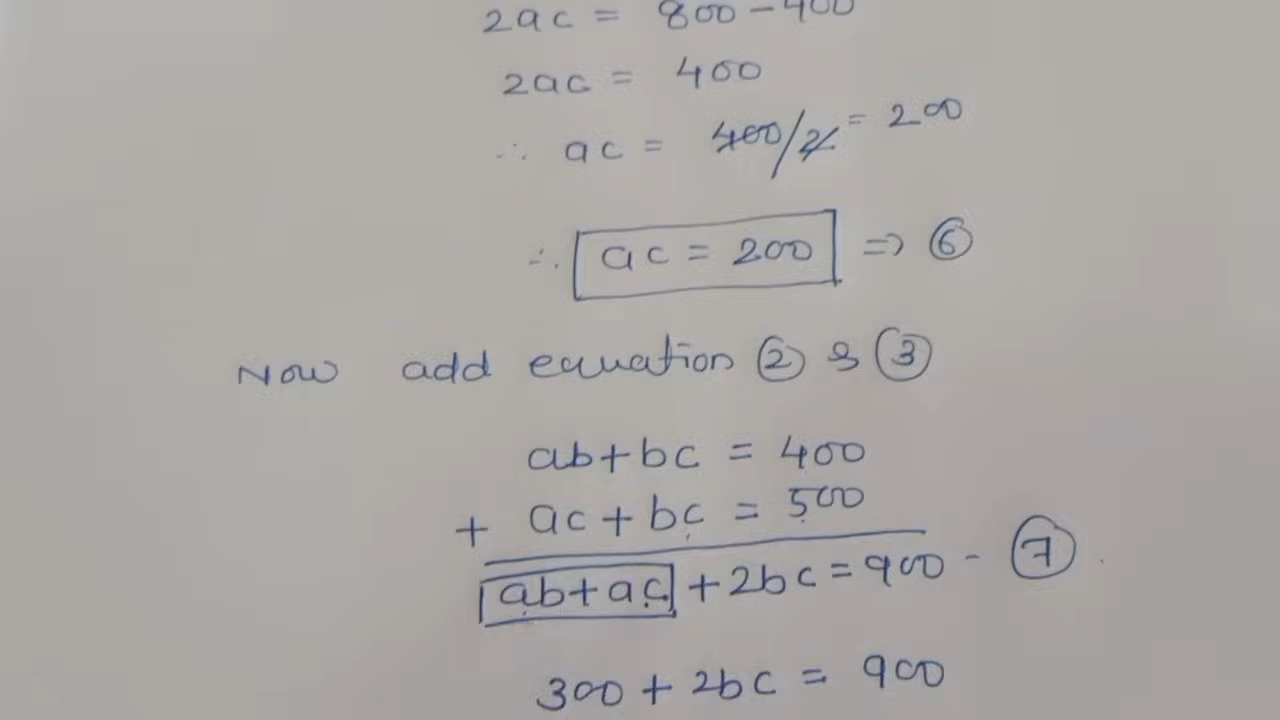 2ac = 800 - 400
2ac = 400
∴ ac = 400/2 = 200
∴ ac = 200 ⇒ ⑥
Now add equation ② & ③
ab+bc = 400
+ ac+bc = 500
ab+ac +2bc = 900 - ⑦
300 + 2bc = 900